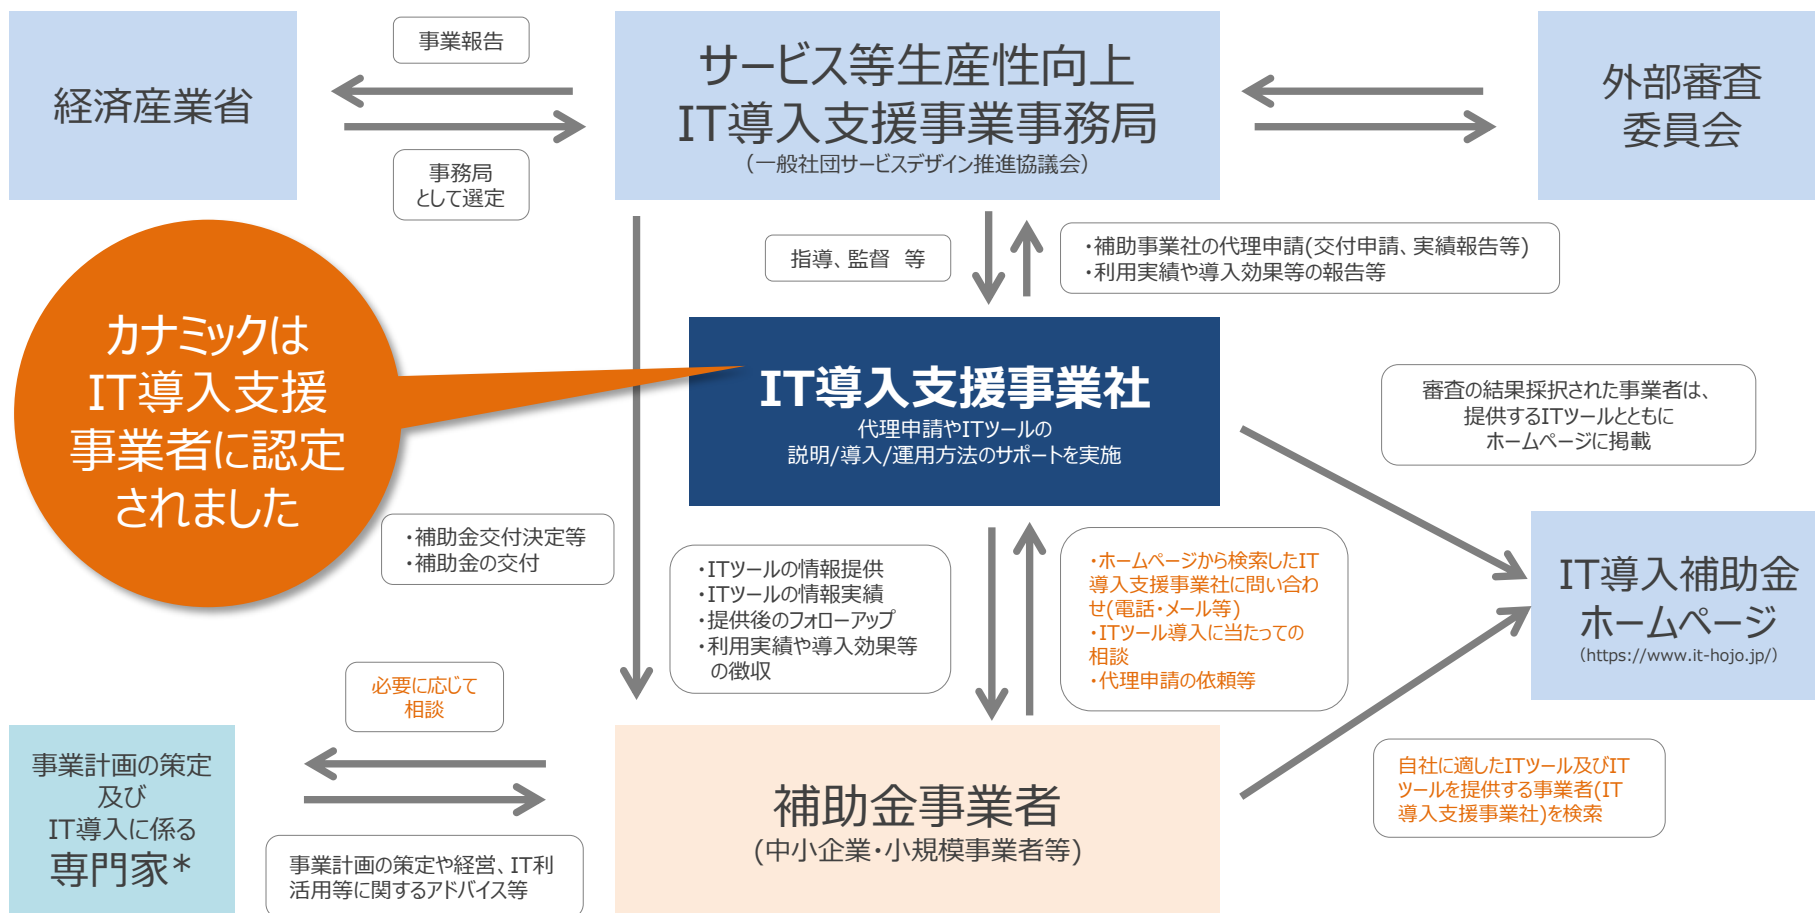 経済産業省
事業報告
事務局
として選定
サービス等生産性向上
IT導入支援事業事務局
（一般社団サービスデザイン推進協議会）
外部審査
委員会
指導、監督 等
・補助事業社の代理申請(交付申請、実績報告等)
・利用実績や導入効果等の報告等
カナミックは
IT導入支援
事業者に認定
されました
IT導入支援事業社
代理申請やITツールの
説明/導入/運用方法のサポートを実施
審査の結果採択された事業者は、
提供するITツールとともに
ホームページに掲載
・補助金交付決定等
・補助金の交付
・ITツールの情報提供
・ITツールの情報実績
・提供後のフォローアップ
・利用実績や導入効果等
の徴収
・ホームページから検索したIT
導入支援事業社に問い合わ
せ(電話・メール等)
・ITツール導入に当たっての
相談
・代理申請の依頼等
IT導入補助金
ホームページ
（https://www.it-hojo.jp/）
必要に応じて
相談
事業計画の策定
及び
IT導入に係る
専門家*
事業計画の策定や経営、IT利
活用等に関するアドバイス等
補助金事業者
(中小企業・小規模事業者等)
自社に適したITツール及びIT
ツールを提供する事業者(IT
導入支援事業社)を検索